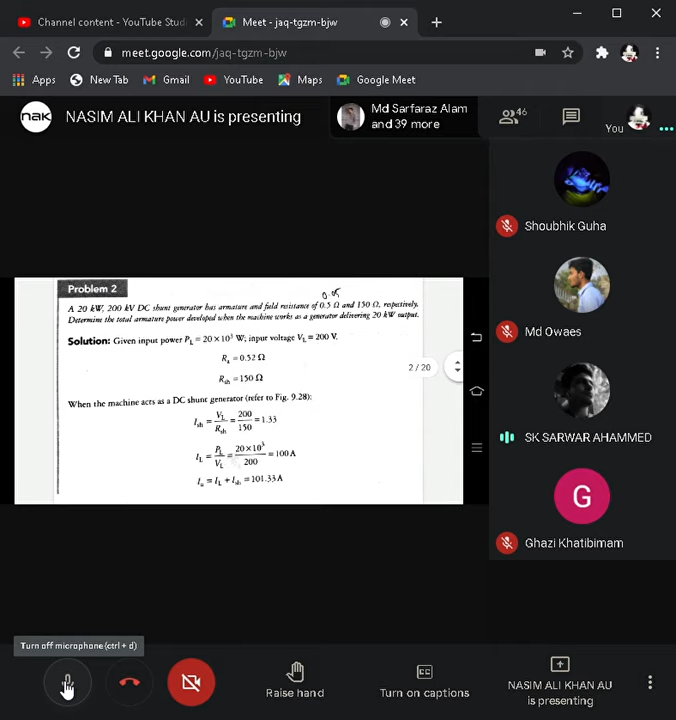 Channel content - YouTube Stud
Meet - jaq-tgzm-bjw
meet.google.com/jaq-tgzm-bjw
Apps
New Tab
Gmail
YouTube
Maps
Google Meet
nak
NASIM ALI KHAN AU is presenting
Md Sarfaraz Alam
and 39 more
46
You
Shoubhik Guha
Md Owaes
SK SARWAR AHAMMED
G
Ghazi Khatibimam
Problem 2
0.05
A 20 kW, 200 kV DC shunt generator has armature and field resistance of 0.5 Ω and 150 Ω, respectively.
Determine the total armature power developed when the machine works as a generator delivering 20 kW output.
Solution: Given input power P_L = 20 × 10³ W; input voltage V_L = 200 V.
R_a = 0.52 Ω
R_sh = 150 Ω
When the machine acts as a DC shunt generator (refer to Fig. 9.28):
I_sh = V_L / R_sh = 200 / 150 = 1.33
I_L = P_L / V_L = 20×10³ / 200 = 100 A
I_a = I_L + I_sh = 101.33 A
2 / 20
Turn off microphone (ctrl + d)
Raise hand
Turn on captions
NASIM ALI KHAN AU
is presenting